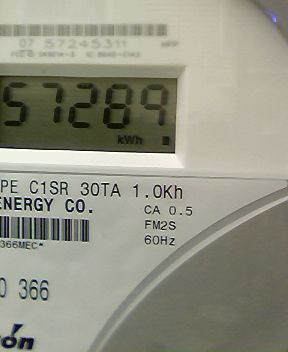 07 57245311
57289
kWh
PE C1SR 30TA 1.0Kh
ENERGY CO.
CA 0.5
FM2S
60Hz
366MEC*
0 366
rón